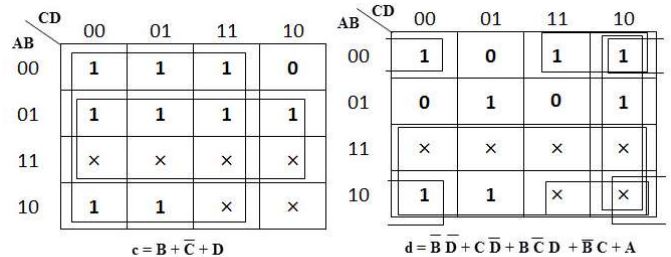 CD CD
AB 00 01 11 10 AB 00 01 11 10
00 1 1 1 0 00 1 0 1 1
01 1 1 1 1 01 0 1 0 1
11 × × × × 11 × × × ×
10 1 1 × × 10 1 1 × ×
c = B + C̅ + D d = B̅ D̅ + C D̅ + B C̅ D + B̅ C + A